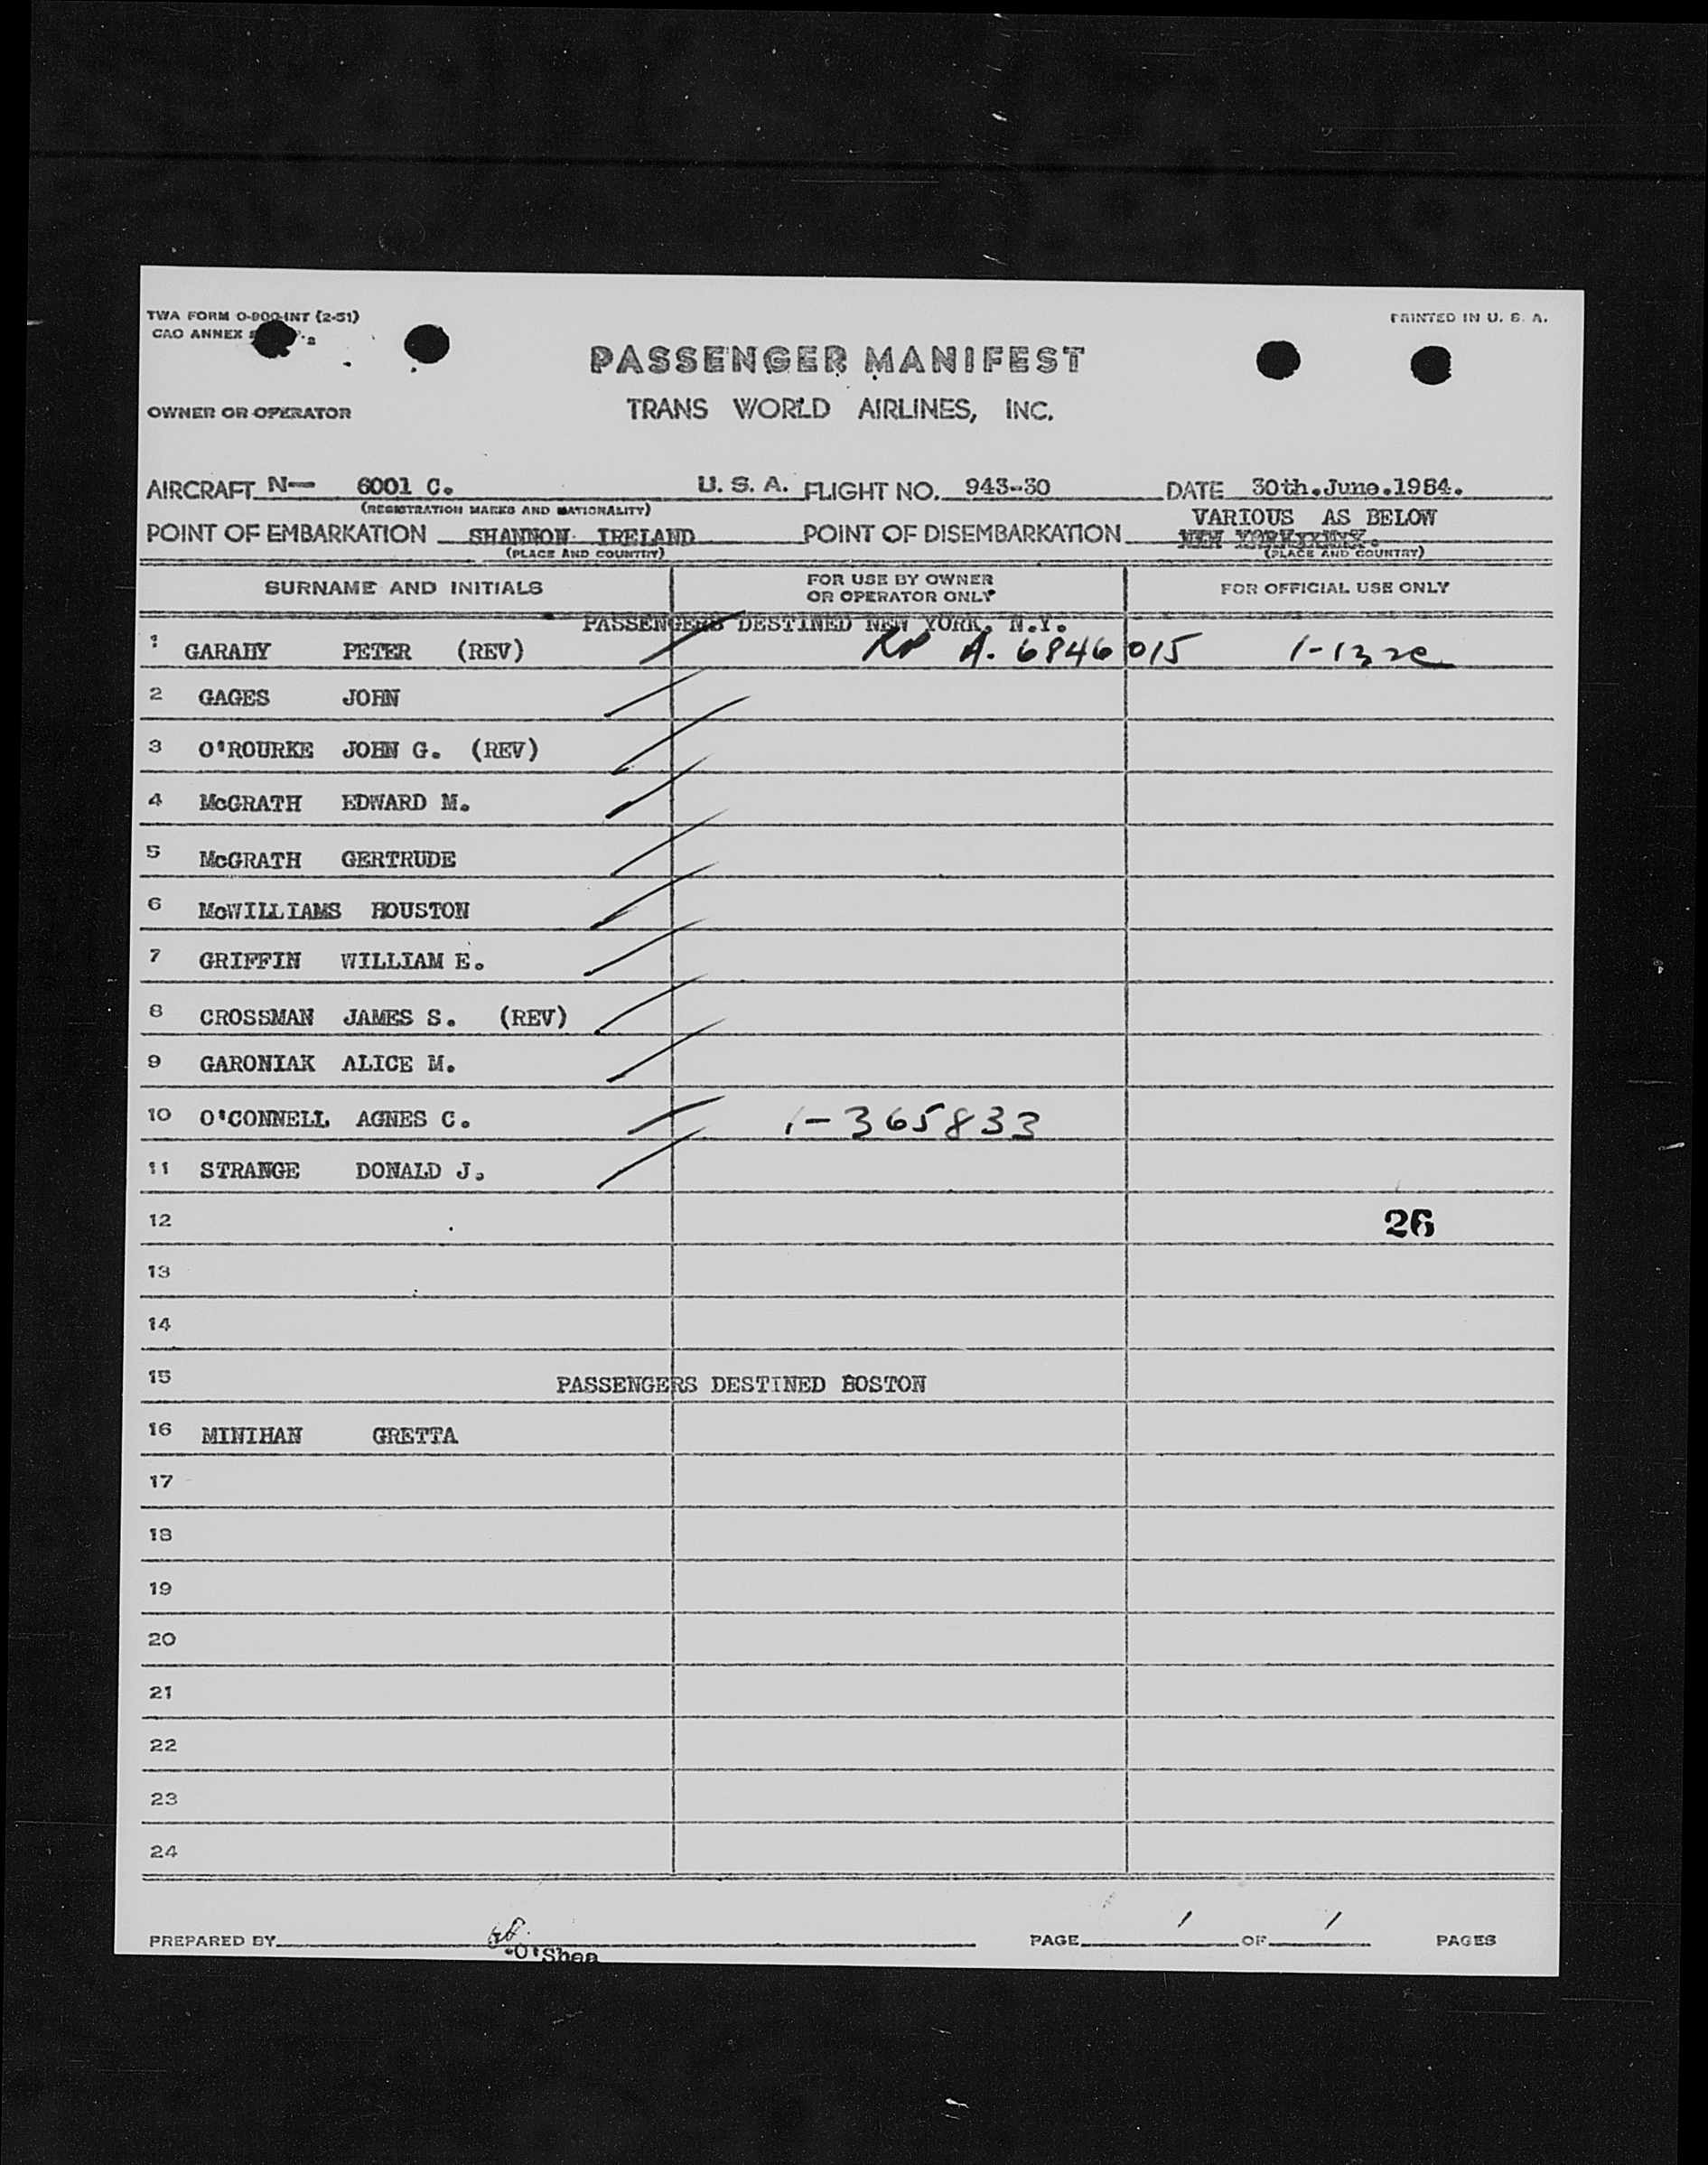 TWA FORM O-900-INT (2-51)
PRINTED IN U. S. A.
CAO ANNEX
PASSENGER MANIFEST
OWNER OR OPERATOR
TRANS WORLD AIRLINES, INC.
AIRCRAFT N— 6001 C. U. S. A. FLIGHT NO. 943-30 DATE 30th.June.1954.
(REGISTRATION MARKS AND NATIONALITY)
VARIOUS AS BELOW
POINT OF EMBARKATION SHANNON IRELAND POINT OF DISEMBARKATION NEW YORK
(PLACE AND COUNTRY) (PLACE AND COUNTRY)
SURNAME AND INITIALS FOR USE BY OWNER OR OPERATOR ONLY FOR OFFICIAL USE ONLY
PASSENGERS DESTINED NEW YORK, N.Y.
1 GARAHY PETER (REV) A. 6846015
2 GAGES JOHN
3 O'ROURKE JOHN G. (REV)
4 McGRATH EDWARD M.
5 McGRATH GERTRUDE
6 McWILLIAMS HOUSTON
7 GRIFFIN WILLIAM E.
8 CROSSMAN JAMES S. (REV)
9 GARONIAK ALICE M.
10 O'CONNELL AGNES C. 1-365833
11 STRANGE DONALD J.
12 26
13
14
15 PASSENGERS DESTINED BOSTON
16 MINIHAN GRETTA
17
18
19
20
21
22
23
24
PREPARED BY O'Shea PAGE 1 OF 1 PAGES